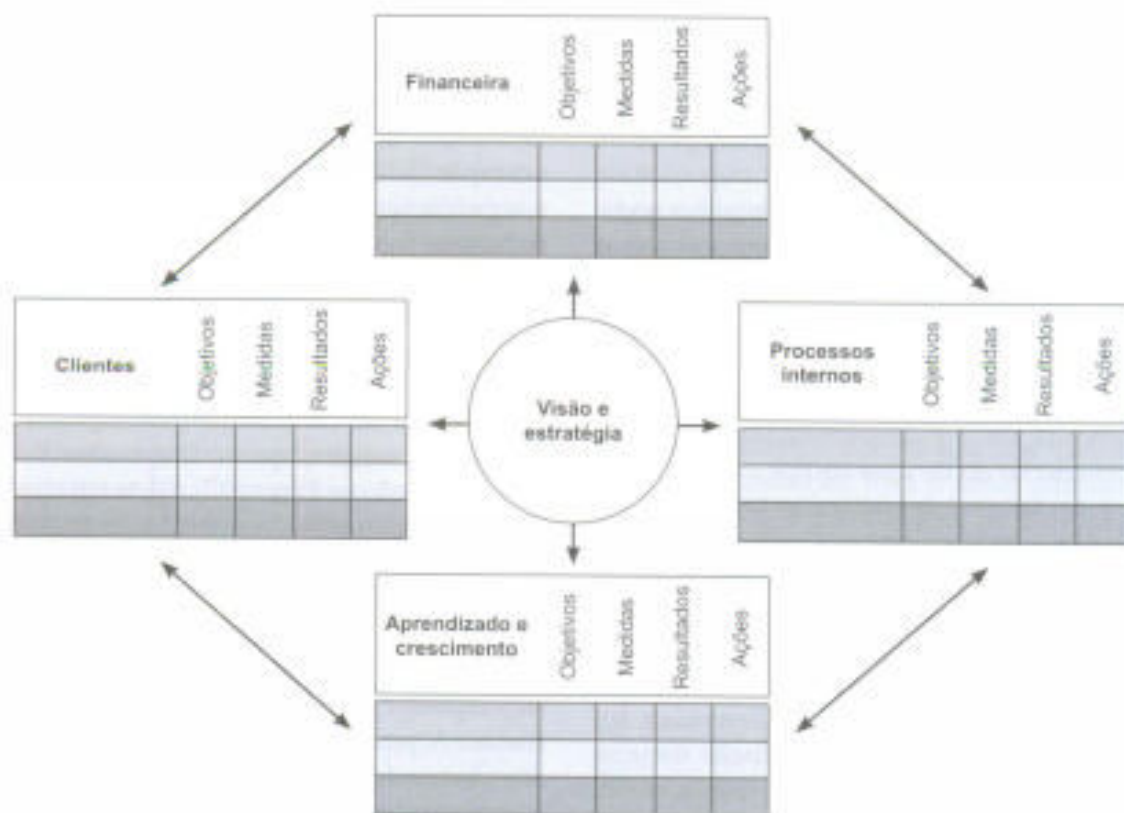 Financeira
Objetivos
Medidas
Resultados
Ações
Clientes
Objetivos
Medidas
Resultados
Ações
Visão e
estratégia
Processos
internos
Objetivos
Medidas
Resultados
Ações
Aprendizado e
crescimento
Objetivos
Medidas
Resultados
Ações